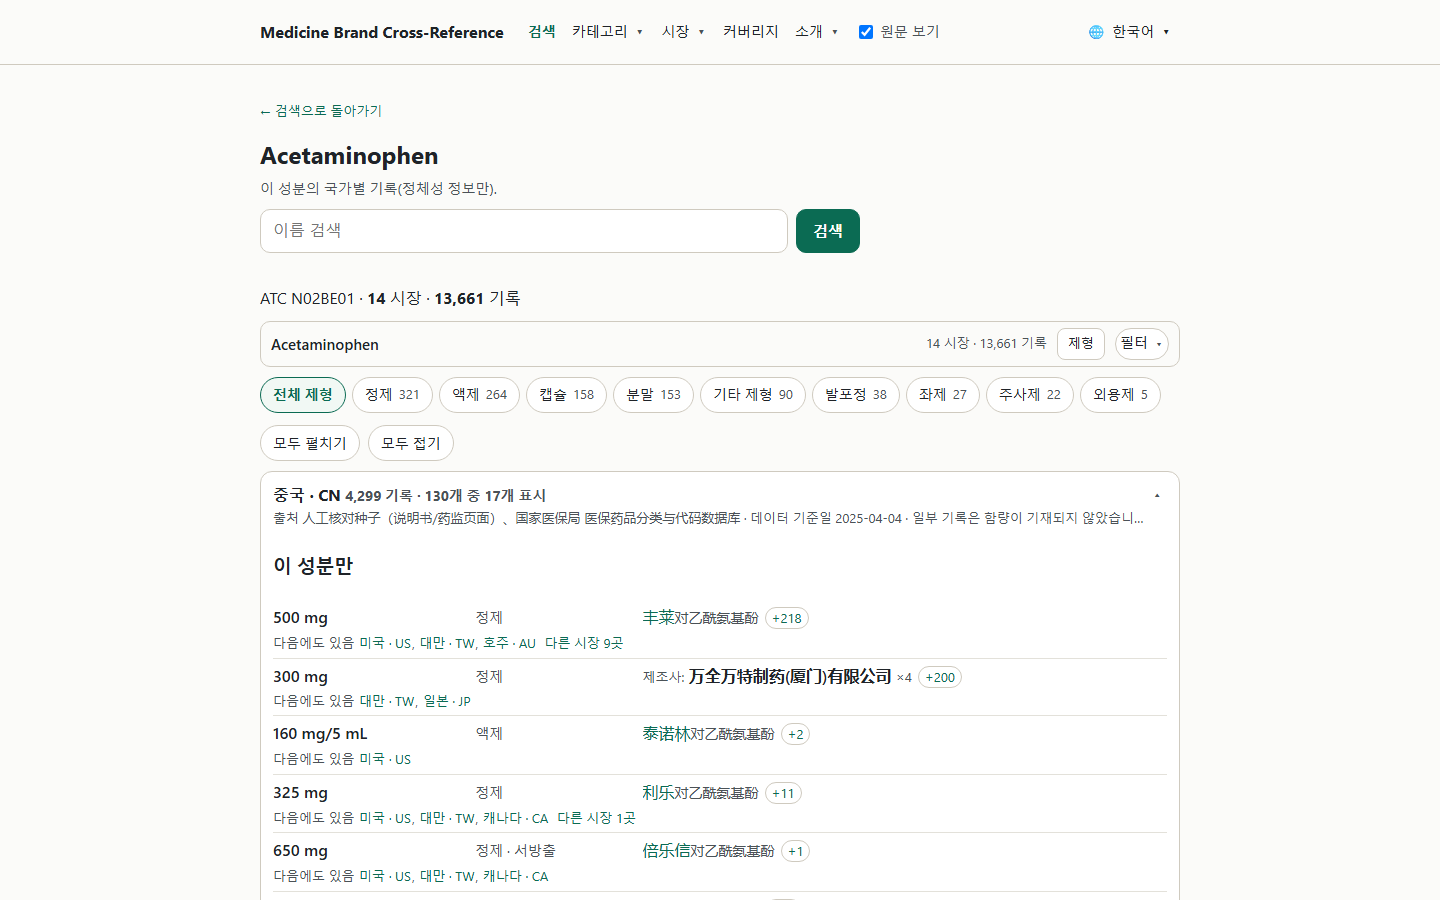 Medicine Brand Cross-Reference 검색 카테고리 ▾ 시장 ▾ 커버리지 소개 ▾ 원문 보기 🌐 한국어 ▾
← 검색으로 돌아가기
Acetaminophen
이 성분의 국가별 기록(정체성 정보만).
이름 검색 검색
ATC N02BE01 · 14 시장 · 13,661 기록
Acetaminophen 14 시장 · 13,661 기록 제형 필터 ▾
전체 제형 정제 321 액제 264 캡슐 158 분말 153 기타 제형 90 발포정 38 좌제 27 주사제 22 외용제 5
모두 펼치기 모두 접기
중국 · CN 4,299 기록 · 130개 중 17개 표시 ▴
출처 人工核对种子（说明书/药监页面）、国家医保局 医保药品分类与代码数据库 · 데이터 기준일 2025-04-04 · 일부 기록은 함량이 기재되지 않았습니...
이 성분만
500 mg 정제 丰莱对乙酰氨基酚 +218
다음에도 있음 미국 · US, 대만 · TW, 호주 · AU 다른 시장 9곳
300 mg 정제 제조사: 万全万特制药(厦门)有限公司 ×4 +200
다음에도 있음 대만 · TW, 일본 · JP
160 mg/5 mL 액제 泰诺林对乙酰氨基酚 +2
다음에도 있음 미국 · US
325 mg 정제 利乐对乙酰氨基酚 +11
다음에도 있음 미국 · US, 대만 · TW, 캐나다 · CA 다른 시장 1곳
650 mg 정제 · 서방출 倍乐信对乙酰氨基酚 +1
다음에도 있음 미국 · US, 대만 · TW, 캐나다 · CA